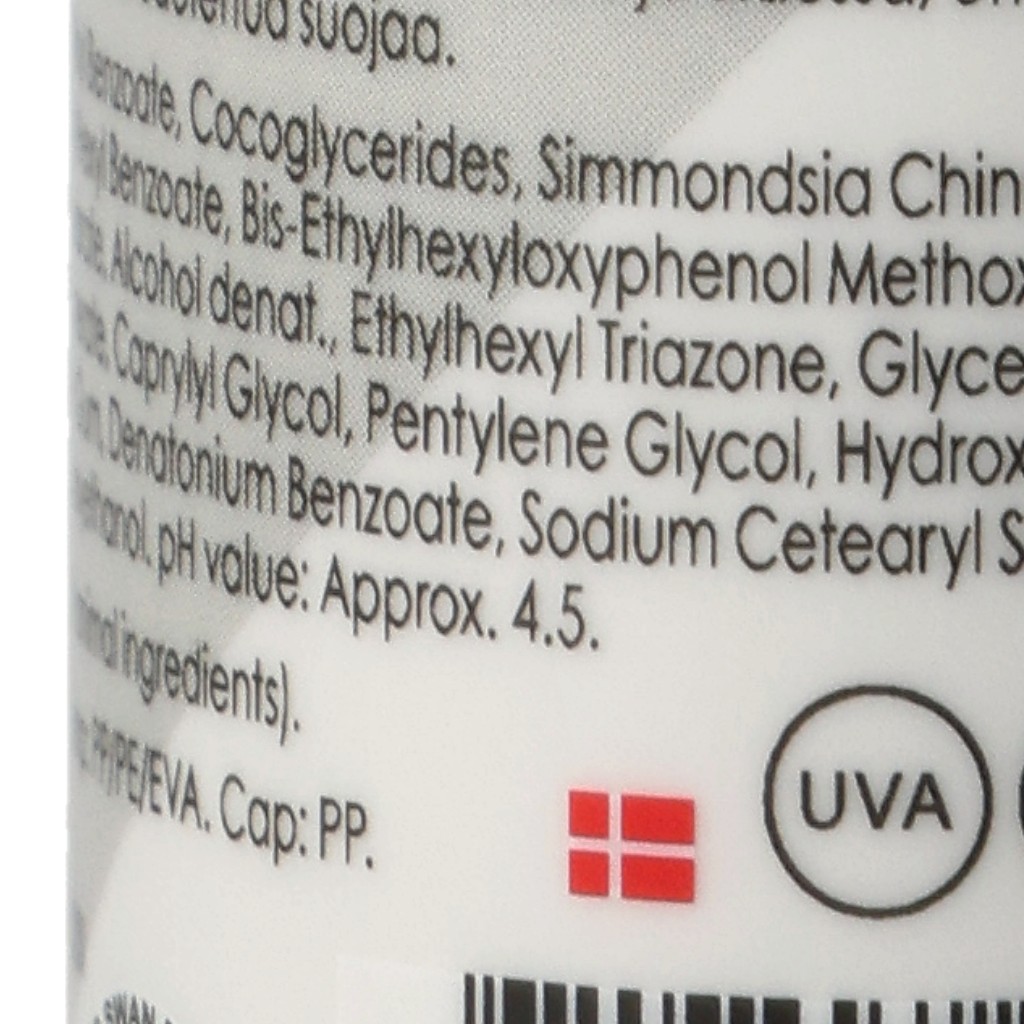 suojaa.
Benzoate, Cocoglycerides, Simmondsia Chin
Benzoate, Bis-Ethylhexyloxyphenol Methox
Alcohol denat., Ethylhexyl Triazone, Glyce
Caprylyl Glycol, Pentylene Glycol, Hydrox
Denatonium Benzoate, Sodium Cetearyl S
pH value: Approx. 4.5.
ingredients).
PP/PE/EVA. Cap: PP.
UVA
SWAN